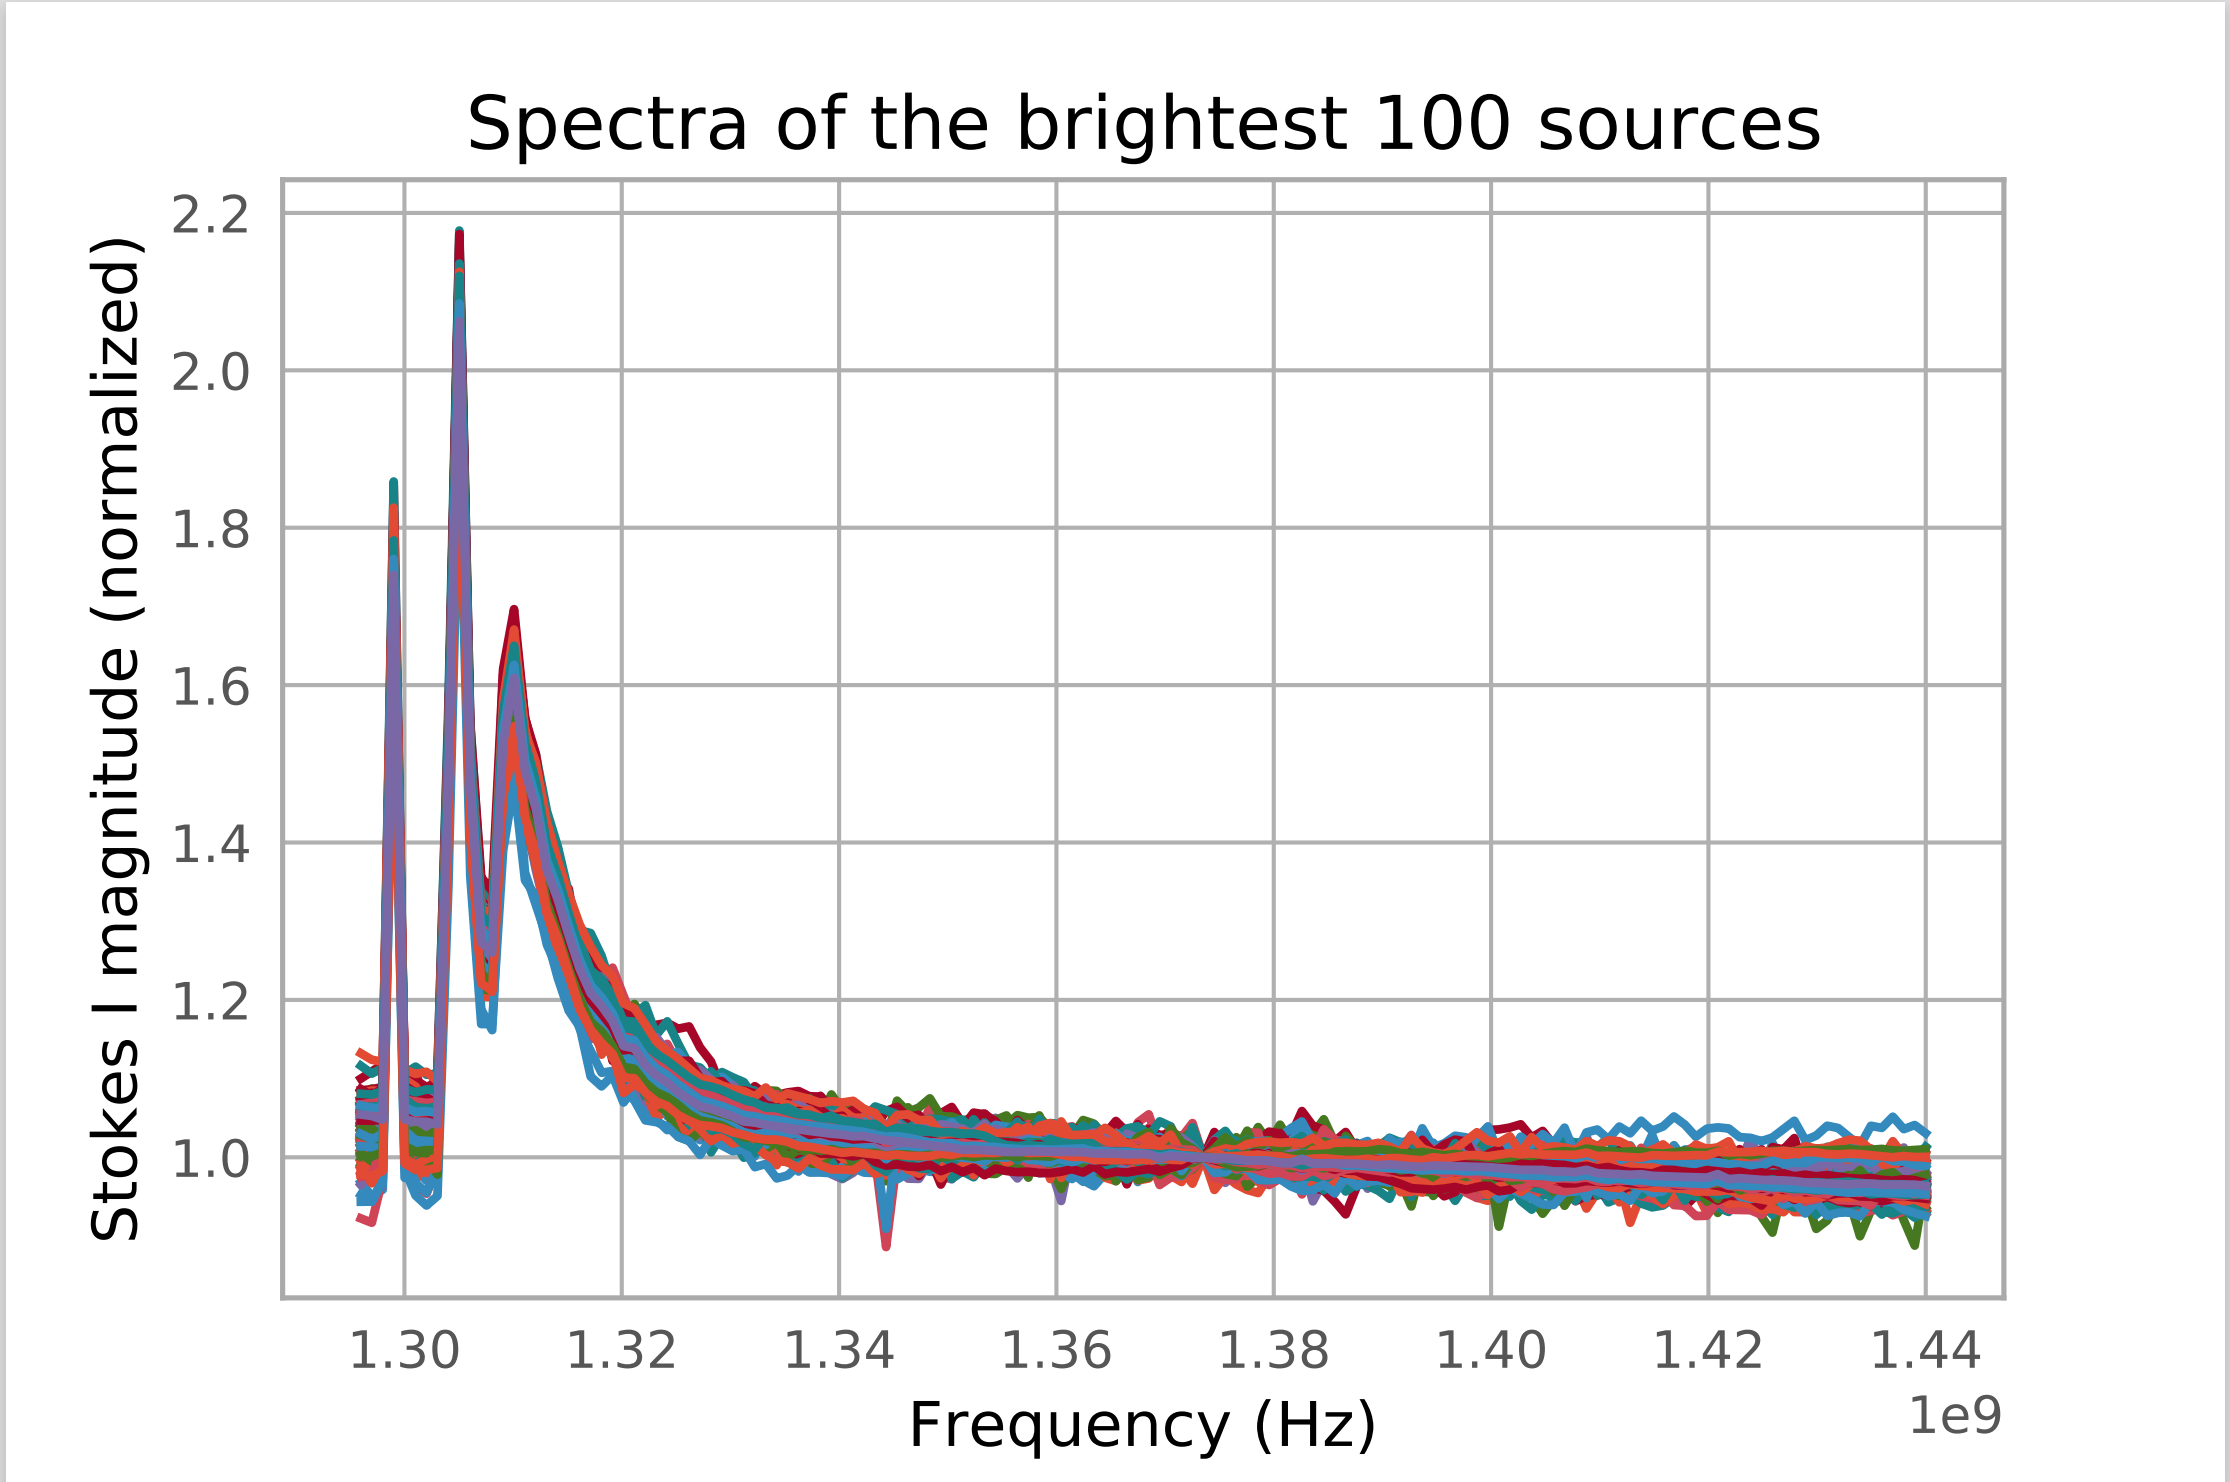 Spectra of the brightest 100 sources
Stokes I magnitude (normalized)
2.2
2.0
1.8
1.6
1.4
1.2
1.0
1.30 1.32 1.34 1.36 1.38 1.40 1.42 1.44
1e9
Frequency (Hz)